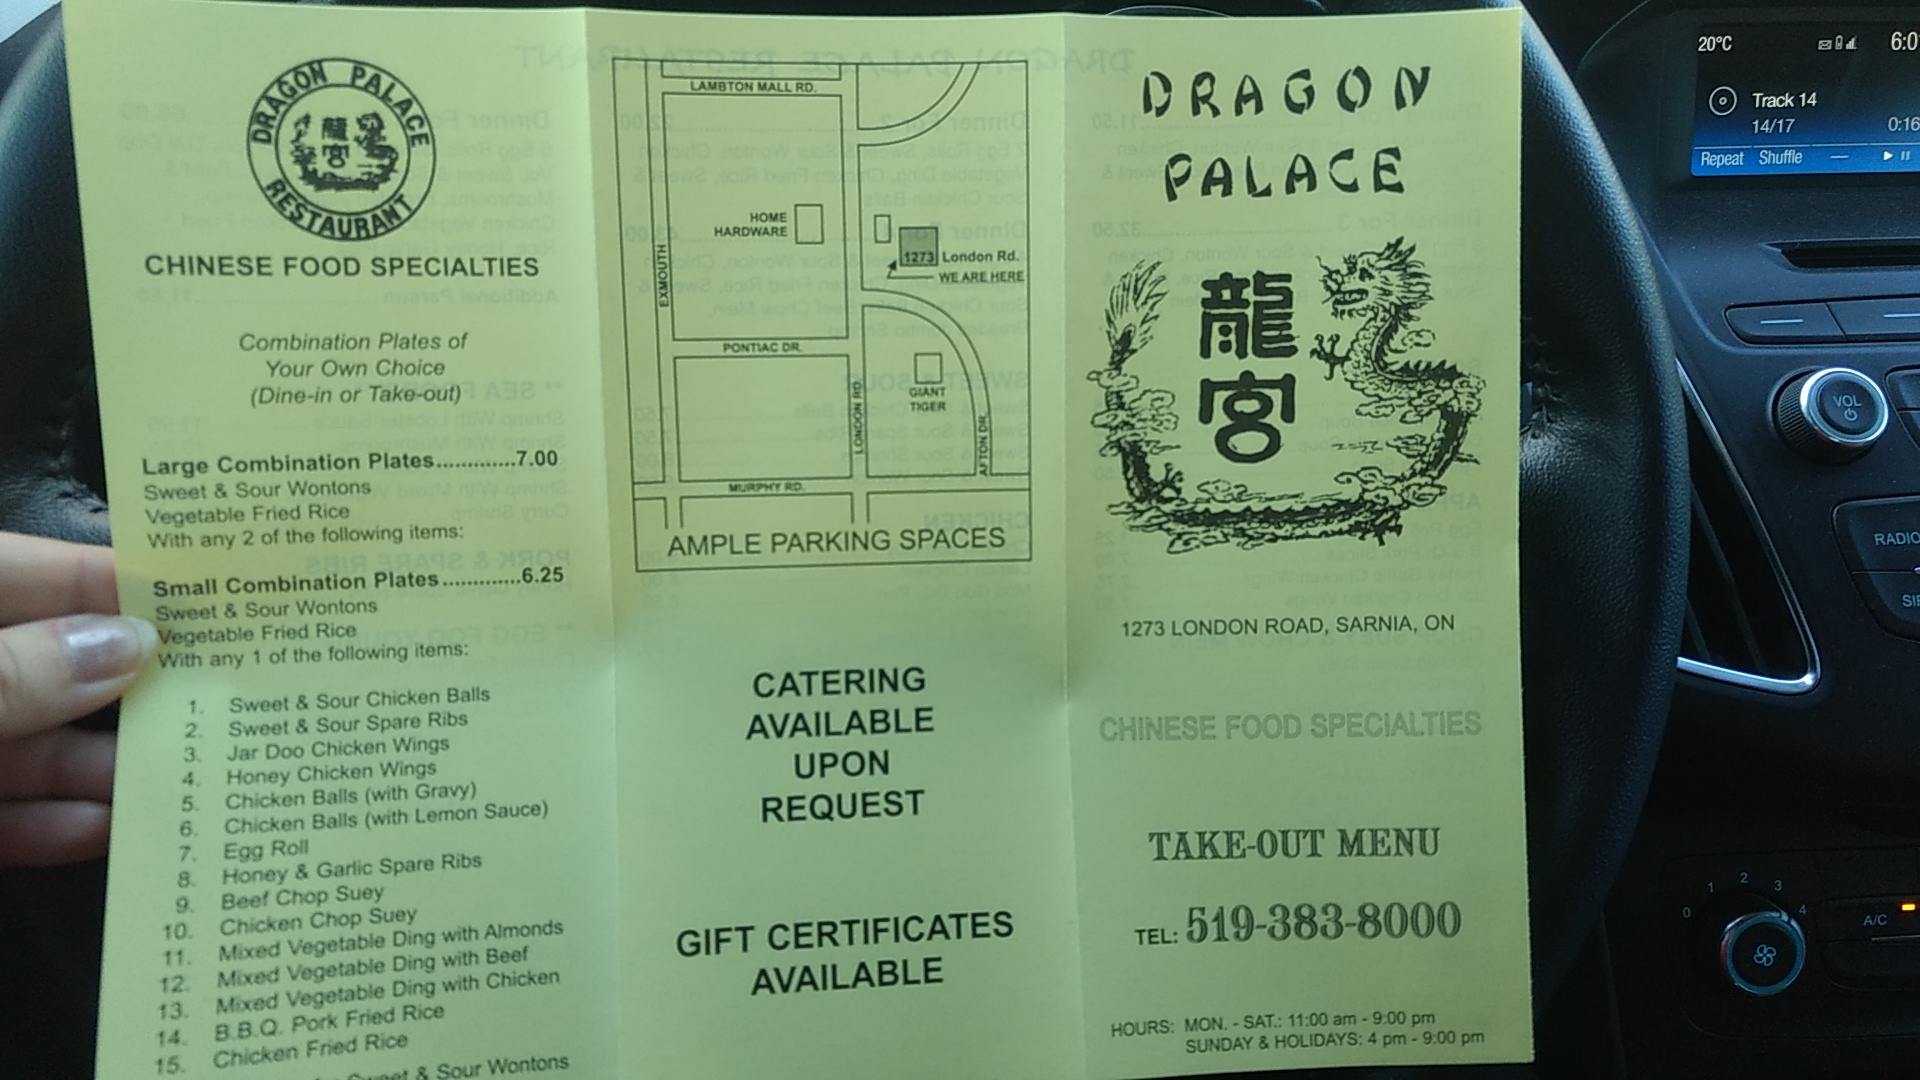 DRAGON PALACE
龍
宮
RESTAURANT
CHINESE FOOD SPECIALTIES
Combination Plates of
Your Own Choice
(Dine-in or Take-out)
Large Combination Plates.............7.00
Sweet & Sour Wontons
Vegetable Fried Rice
With any 2 of the following items:
Small Combination Plates.............6.25
Sweet & Sour Wontons
Vegetable Fried Rice
With any 1 of the following items:
1. Sweet & Sour Chicken Balls
2. Sweet & Sour Spare Ribs
3. Jar Doo Chicken Wings
4. Honey Chicken Wings
5. Chicken Balls (with Gravy)
6. Chicken Balls (with Lemon Sauce)
7. Egg Roll
8. Honey & Garlic Spare Ribs
9. Beef Chop Suey
10. Chicken Chop Suey
11. Mixed Vegetable Ding with Almonds
12. Mixed Vegetable Ding with Beef
13. Mixed Vegetable Ding with Chicken
14. B.B.Q. Pork Fried Rice
15. Chicken Fried Rice
Sweet & Sour Wontons
LAMBTON MALL RD.
HOME
HARDWARE
EXMOUTH
1273 London Rd.
WE ARE HERE
PONTIAC DR.
GIANT
TIGER
LONDON RD.
AFTON DR.
MURPHY RD.
AMPLE PARKING SPACES
CATERING
AVAILABLE
UPON
REQUEST
GIFT CERTIFICATES
AVAILABLE
DRAGON
PALACE
龍
宮
1273 LONDON ROAD, SARNIA, ON
CHINESE FOOD SPECIALTIES
TAKE-OUT MENU
TEL: 519-383-8000
HOURS: MON. - SAT.: 11:00 am - 9:00 pm
SUNDAY & HOLIDAYS: 4 pm - 9:00 pm
20°C
Track 14
14/17 0:16
Repeat Shuffle
VOL
RADIO
0 1 2 3 4
A/C